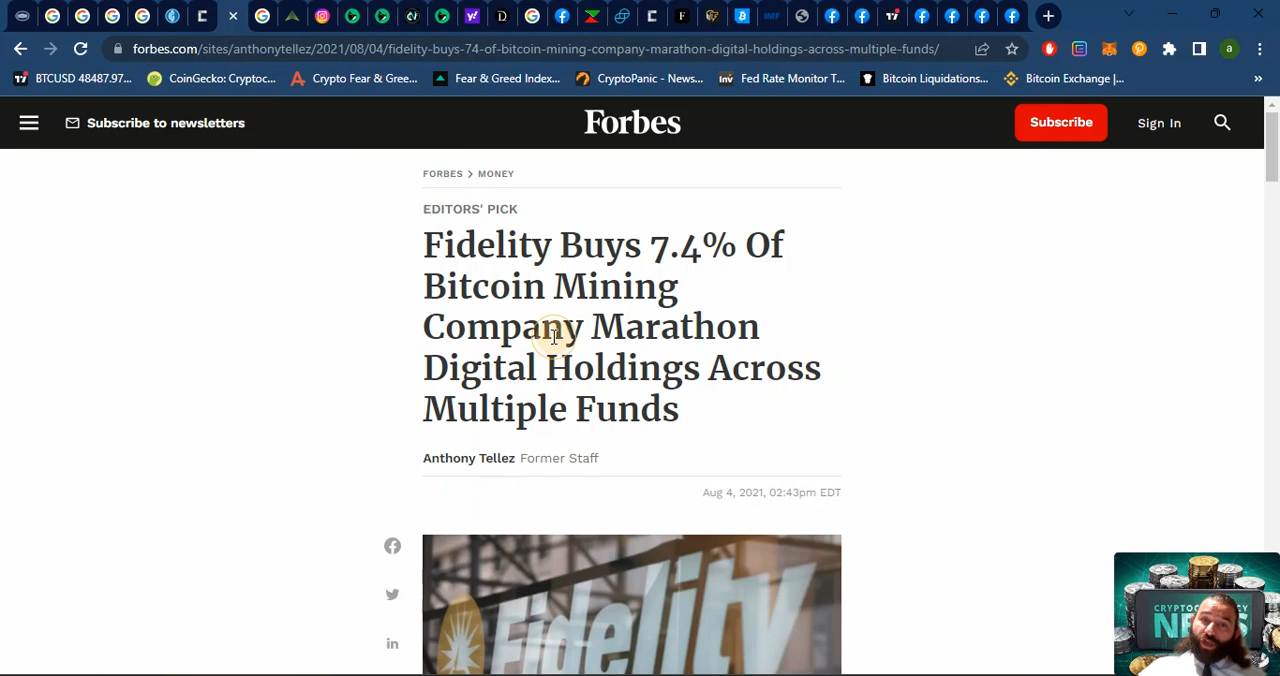 forbes.com/sites/anthonytellez/2021/08/04/fidelity-buys-74-of-bitcoin-mining-company-marathon-digital-holdings-across-multiple-funds/
BTCUSD 48487.97... CoinGecko: Cryptoc... Crypto Fear & Gree... Fear & Greed Index... CryptoPanic - News... Fed Rate Monitor T... Bitcoin Liquidations... Bitcoin Exchange |... »
Subscribe to newsletters Forbes Subscribe Sign In
FORBES > MONEY
EDITORS' PICK
Fidelity Buys 7.4% Of
Bitcoin Mining
Company Marathon
Digital Holdings Across
Multiple Funds
Anthony Tellez Former Staff
Aug 4, 2021, 02:43pm EDT
Fidelity
CRYPTOC